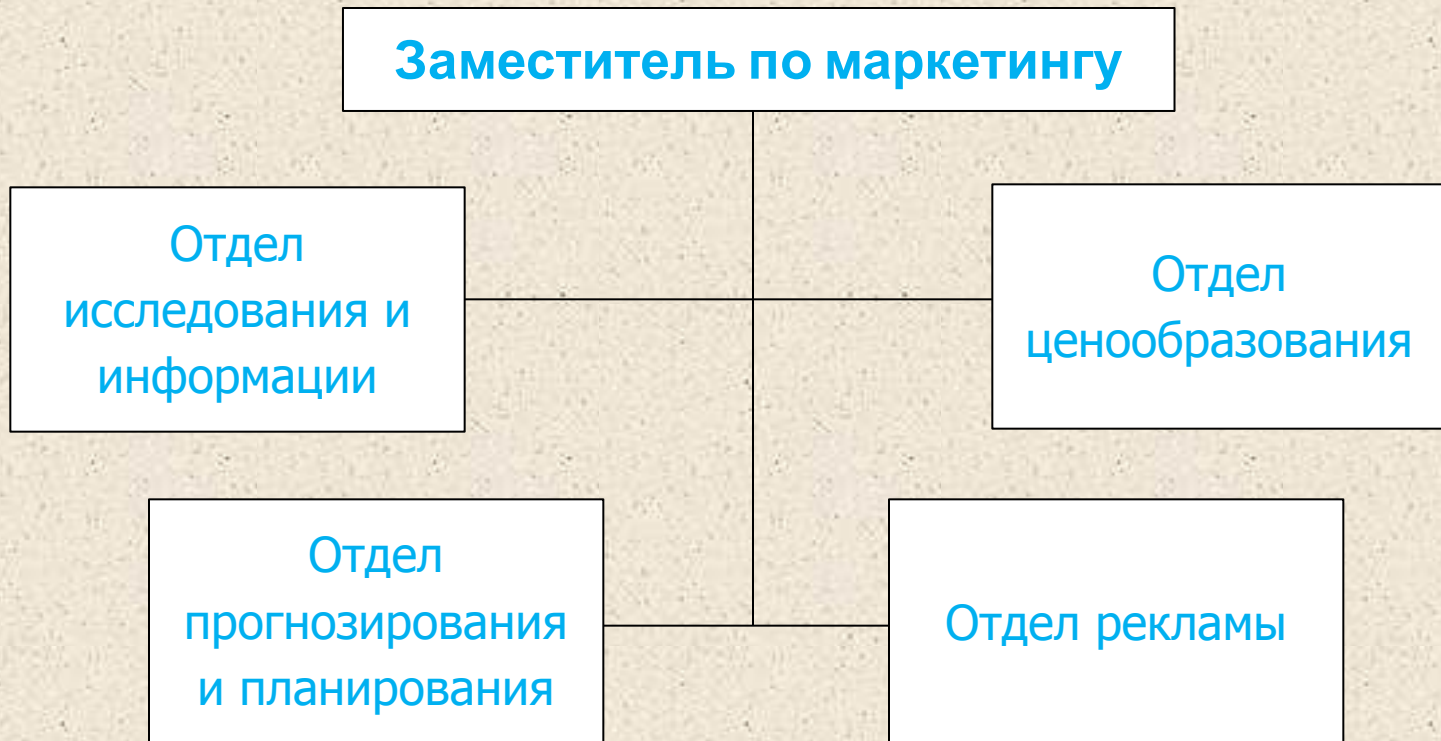 Заместитель по маркетингу
Отдел
исследования и
информации
Отдел
ценообразования
Отдел
прогнозирования
и планирования
Отдел рекламы